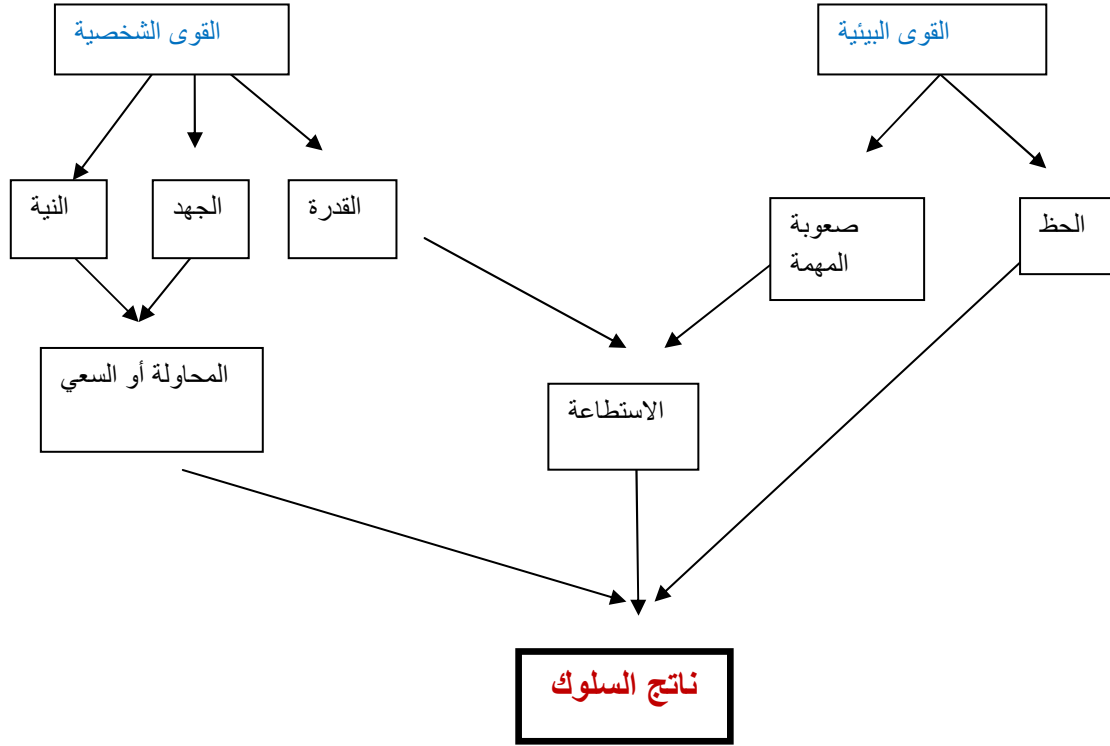 القوى البيئية
القوى الشخصية
الحظ
صعوبة
المهمة
القدرة
الجهد
النية
الاستطاعة
المحاولة أو السعي
ناتج السلوك